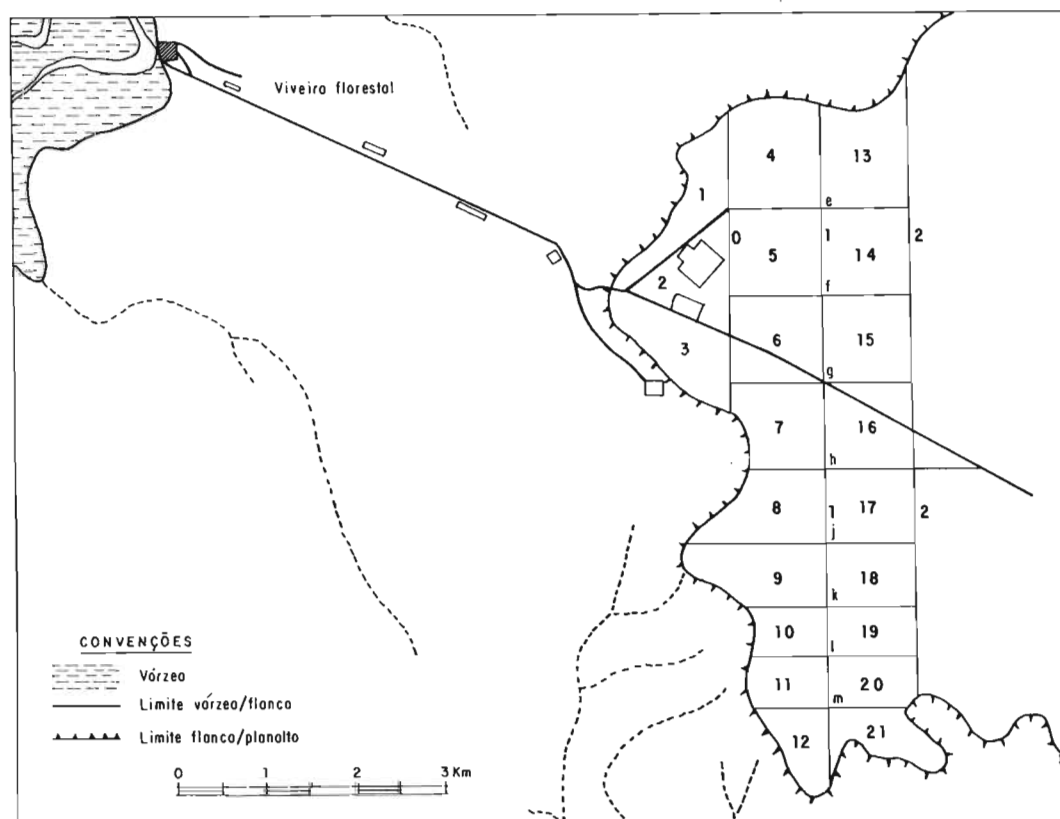 Viveiro florestal
4 13
1
e
0 1 2
5 14
2
f
6 15
3
g
7 16
h
8 1 17 2
j
9 18
k
CONVENÇÕES
10 19
Vórzea
l
11 20
Limite vórzea/flanco
m
Limite flanco/planalto
12 21
0 1 2 3 Km